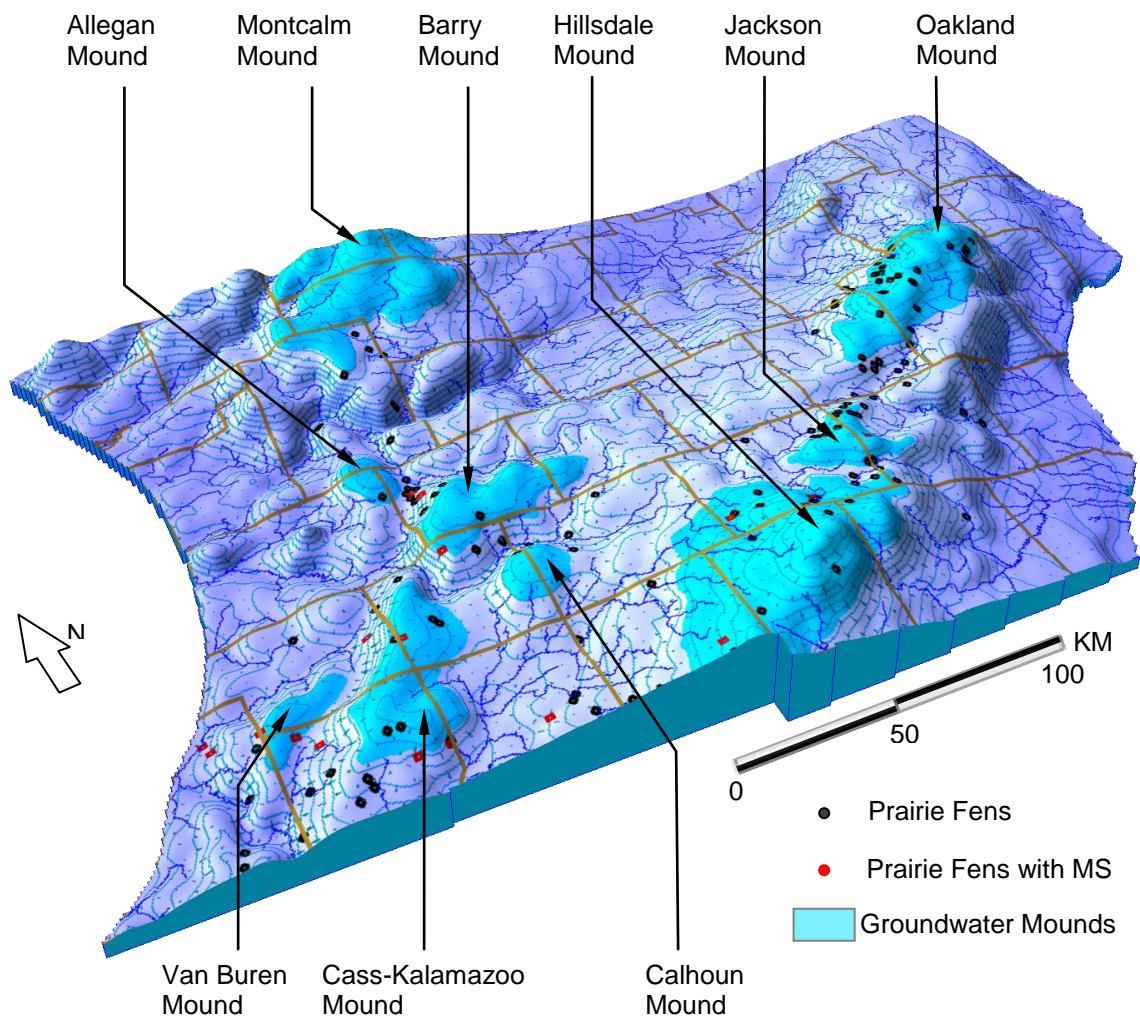 Allegan
Mound
Montcalm
Mound
Barry
Mound
Hillsdale
Mound
Jackson
Mound
Oakland
Mound
N
KM
100
50
0
Prairie Fens
Prairie Fens with MS
Groundwater Mounds
Van Buren
Mound
Cass-Kalamazoo
Mound
Calhoun
Mound